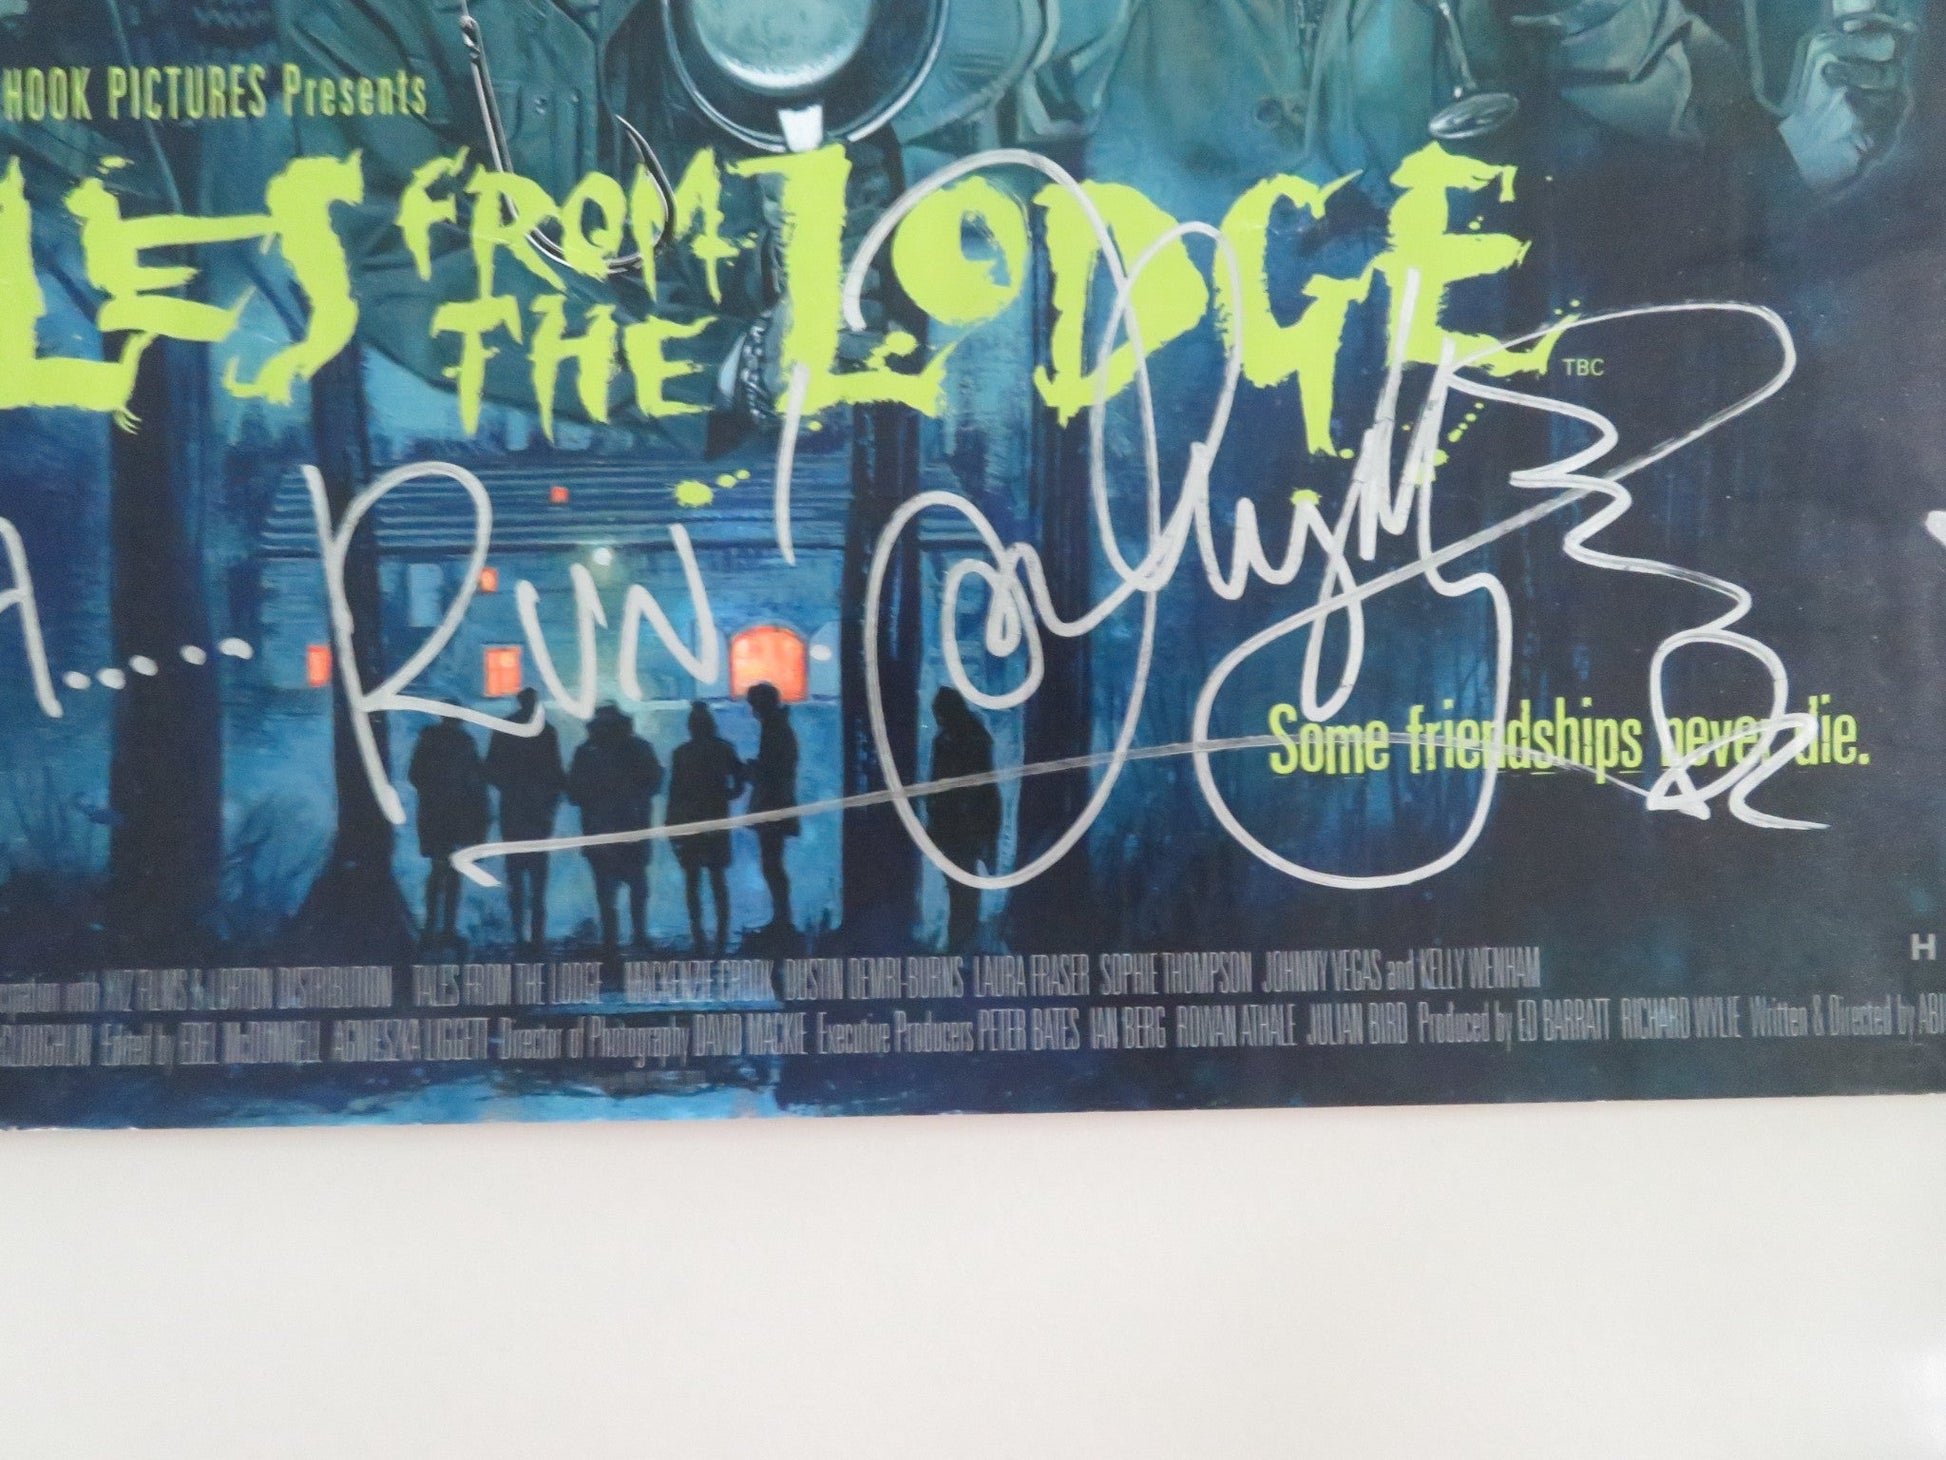 HOOK PICTURES Presents
LES FROM THE LODGE
TBC
A..... RUN'
Some friendships never die.
H
TALES FROM THE LODGE MACKENZIE CROOK DUSTIN DEMRI-BURNS LAURA FRASER SOPHIE THOMPSON JOHNNY VEGAS and KELLY WENHAM
Edited by EDEL McDONNELL AGNIESZKA LIGGETT Director of Photography DAVID MACKIE Executive Producers PETER BATES IAN BERG ROMAN ATHALE JULIAN BIRD Produced by ED BARRATT RICHARD WYLIE Written & Directed by ABI